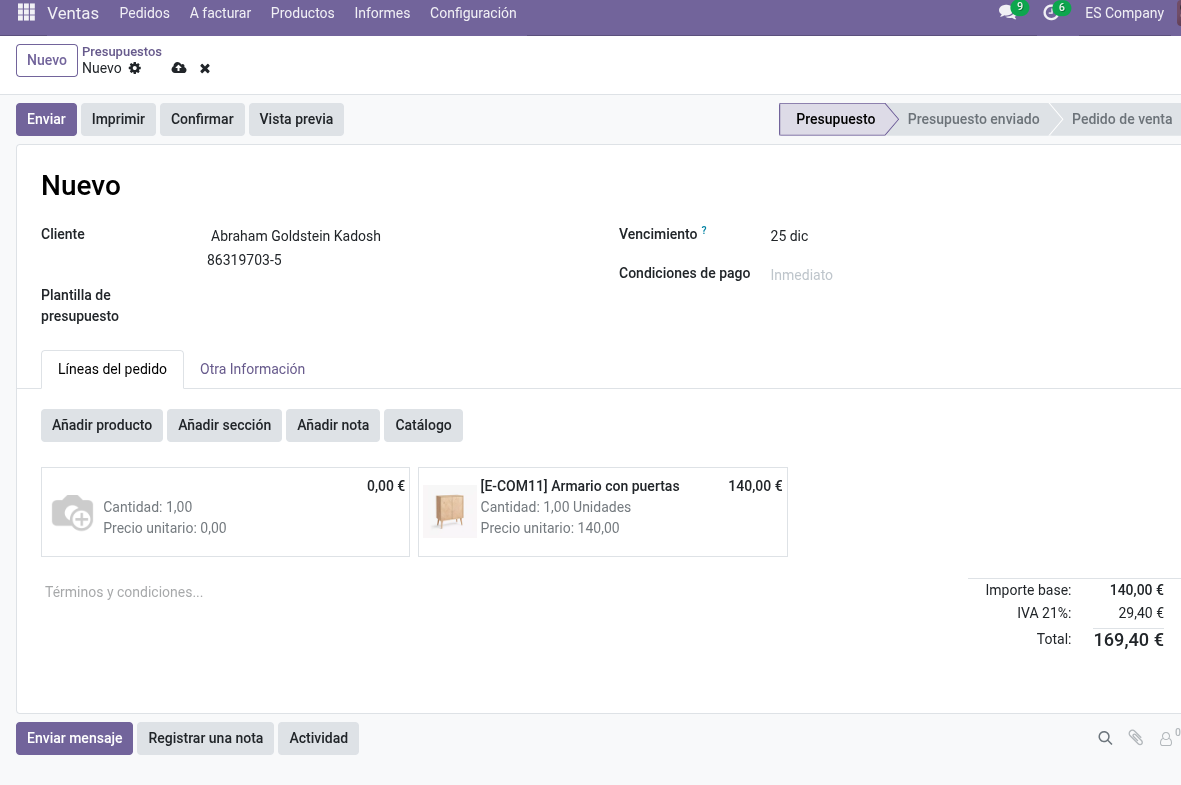 Ventas Pedidos A facturar Productos Informes Configuración 9 6 ES Company
Nuevo Presupuestos
Nuevo
Enviar Imprimir Confirmar Vista previa Presupuesto Presupuesto enviado Pedido de venta
Nuevo
Cliente Abraham Goldstein Kadosh Vencimiento ? 25 dic
86319703-5
Condiciones de pago Inmediato
Plantilla de
presupuesto
Líneas del pedido Otra Información
Añadir producto Añadir sección Añadir nota Catálogo
0,00 € [E-COM11] Armario con puertas 140,00 €
Cantidad: 1,00 Cantidad: 1,00 Unidades
Precio unitario: 0,00 Precio unitario: 140,00
Términos y condiciones... Importe base: 140,00 €
IVA 21%: 29,40 €
Total: 169,40 €
Enviar mensaje Registrar una nota Actividad 0